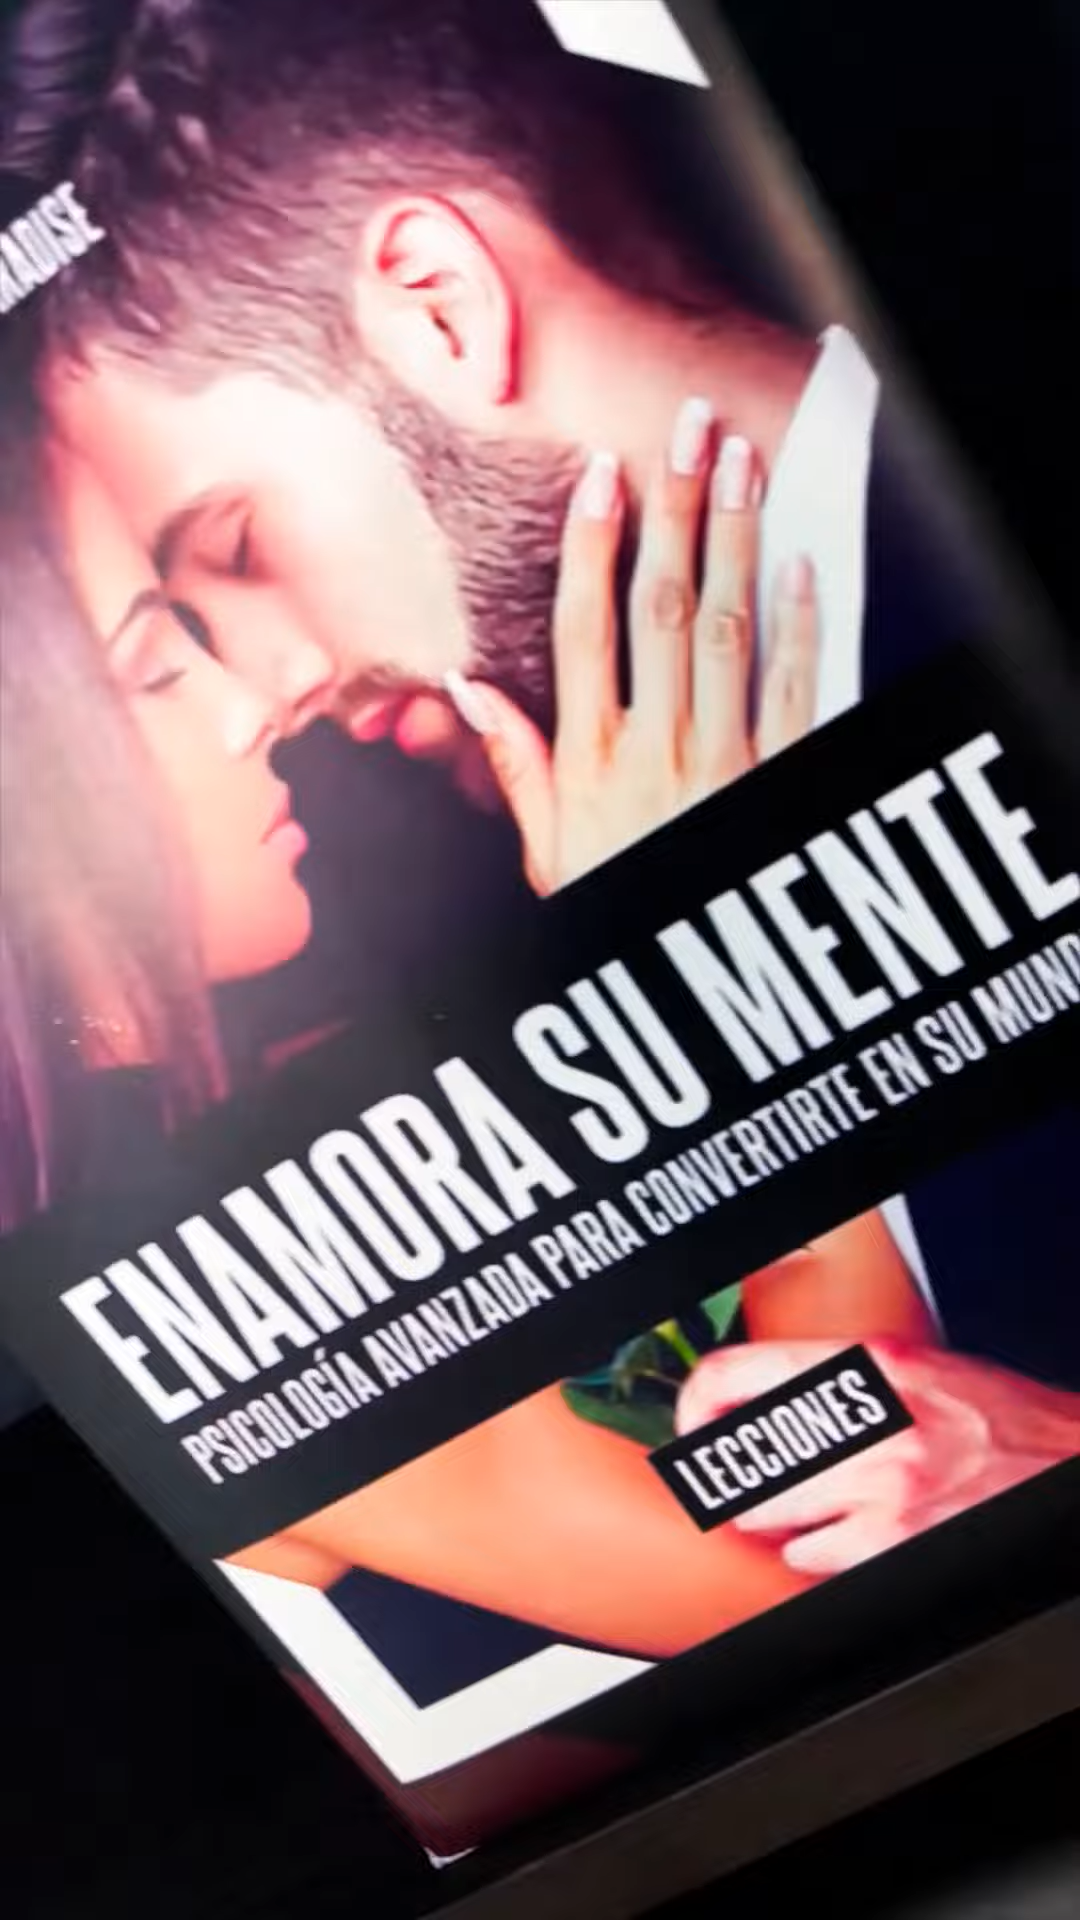 ENAMORA SU MENTE
PSICOLOGÍA AVANZADA PARA CONVERTIRTE EN SU
LECCIONES